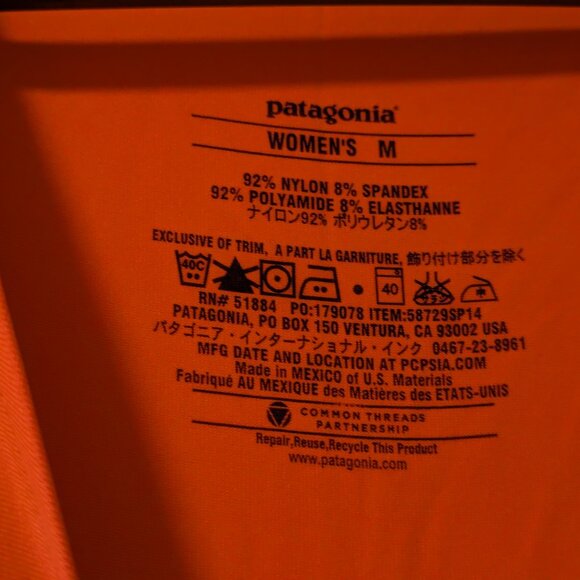 patagonia®
WOMEN'S M
92% NYLON 8% SPANDEX
92% POLYAMIDE 8% ELASTHANNE
ナイロン92% ポリウレタン8%
EXCLUSIVE OF TRIM, A PART LA GARNITURE, 飾り付け部分を除く
40C 40
RN# 51884 PO:179078 ITEM:58729SP14
PATAGONIA, PO BOX 150 VENTURA, CA 93002 USA
パタゴニア・インターナショナル・インク 0467-23-8961
MFG DATE AND LOCATION AT PCPSIA.COM
Made in MEXICO of U.S. Materials
Fabriqué AU MEXIQUE des Matières des ETATS-UNIS
COMMON THREADS
PARTNERSHIP
Repair,Reuse,Recycle This Product
www.patagonia.com